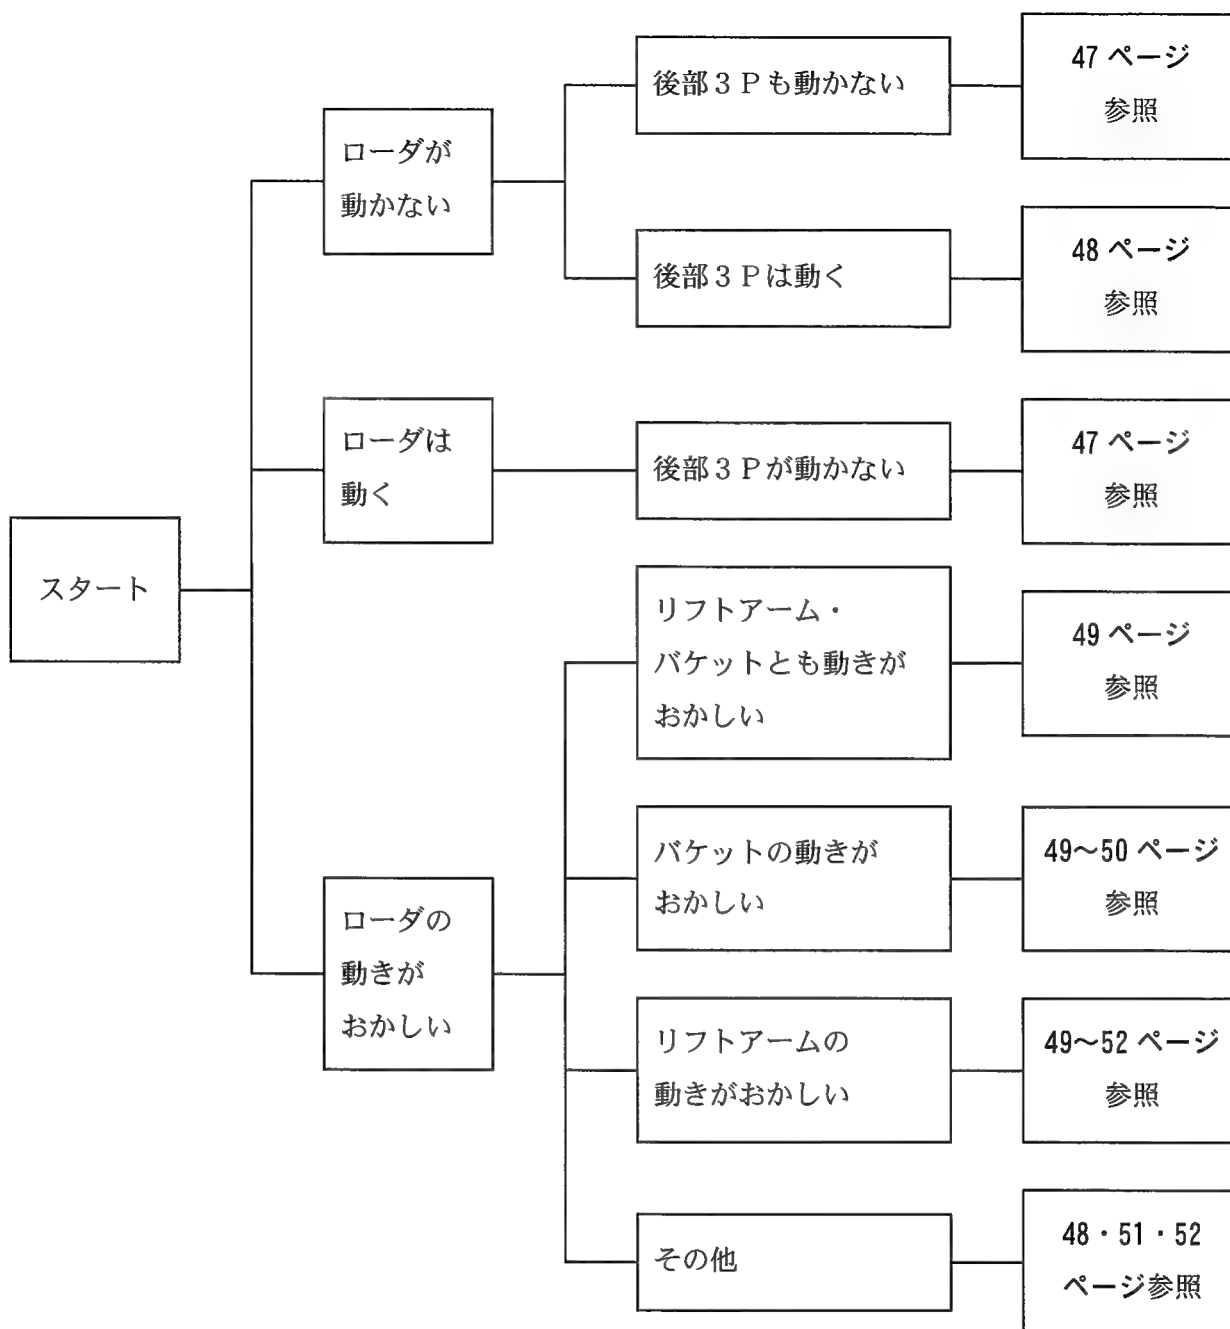 スタート
ローダが
動かない
後部３Ｐも動かない
47 ページ
参照
後部３Ｐは動く
48 ページ
参照
ローダは
動く
後部３Ｐが動かない
47 ページ
参照
ローダの
動きが
おかしい
リフトアーム・
バケットとも動きが
おかしい
49 ページ
参照
バケットの動きが
おかしい
49～50 ページ
参照
リフトアームの
動きがおかしい
49～52 ページ
参照
その他
48・51・52
ページ参照